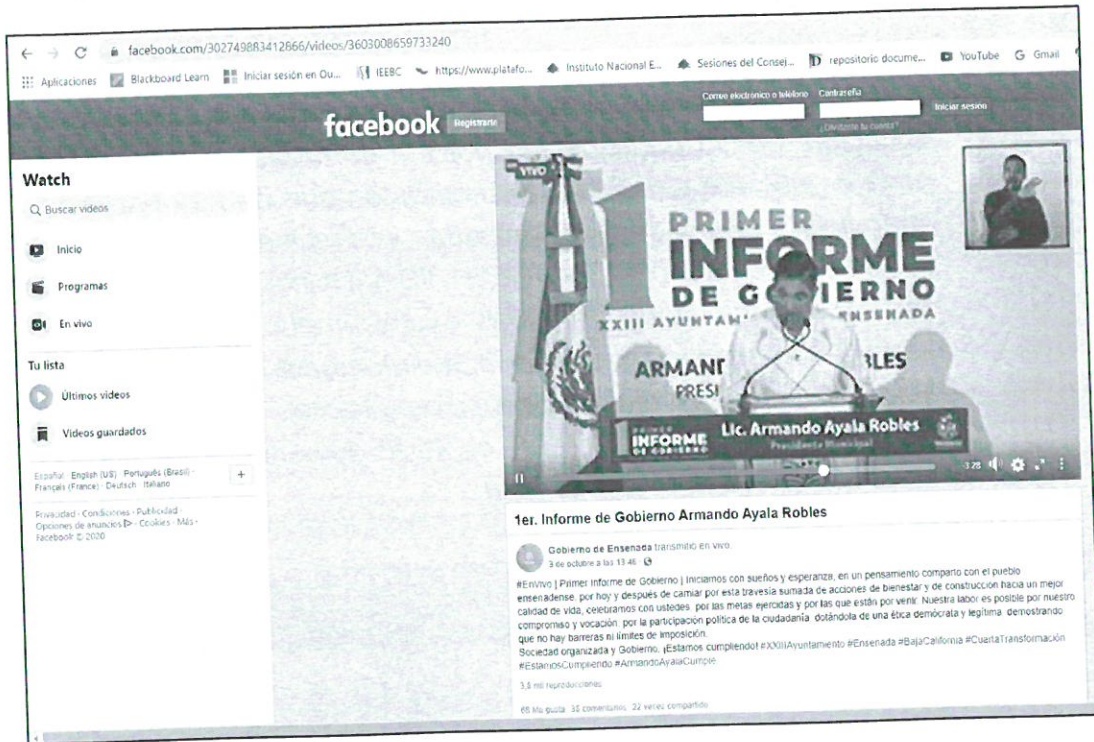 facebook.com/302749883412866/videos/3603008659733240
Aplicaciones Blackboard Learn Iniciar sesión en Ou... IEEBC https://www.platafo... Instituto Nacional E... Sesiones del Consej... repositorio docume... YouTube Gmail
facebook Registrarte
Correo electrónico o teléfono Contraseña
Iniciar sesión
¿Olvidaste tu cuenta?
Watch
Buscar videos
Inicio
Programas
En vivo
Tu lista
Últimos videos
Videos guardados
Español · English (US) · Português (Brasil) ·
Français (France) · Deutsch · Italiano
Privacidad · Condiciones · Publicidad ·
Opciones de anuncios · Cookies · Más ·
Facebook © 2020
VIVO
PRIMER
INFORME
DE GOBIERNO
XXIII AYUNTAM ENSENADA
ARMAND BLES
PRESI
PRIMER
INFORME
DE GOBIERNO
Lic. Armando Ayala Robles
Presidente Municipal
3:28
1er. Informe de Gobierno Armando Ayala Robles
Gobierno de Ensenada transmitió en vivo.
3 de octubre a las 13:46
#EnVivo | Primer Informe de Gobierno | Iniciamos con sueños y esperanza, en un pensamiento comparto con el pueblo
ensenadense, por hoy y después de camiar por esta travesía sumada de acciones de bienestar y de construcción hacia un mejor
calidad de vida, celebramos con ustedes, por las metas ejercidas y por las que están por venir. Nuestra labor es posible por nuestro
compromiso y vocación, por la participación política de la ciudadanía, dotándola de una ética demócrata y legítima, demostrando
que no hay barreras ni límites de imposición.
Sociedad organizada y Gobierno, ¡Estamos cumpliendo! #XXIIIAyuntamiento #Ensenada #BajaCalifornia #CuartaTransformación
#EstamosCumpliendo #ArmandoAyalaCumple
mil reproducciones
Me gusta comentarios 22 veces compartido